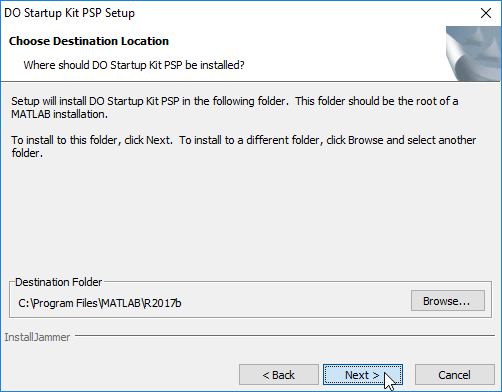 DO Startup Kit PSP Setup
Choose Destination Location
Where should DO Startup Kit PSP be installed?
Setup will install DO Startup Kit PSP in the following folder.  This folder should be the root of a
MATLAB installation.
To install to this folder, click Next.  To install to a different folder, click Browse and select another
folder.
Destination Folder
C:\Program Files\MATLAB\R2017b
Browse...
InstallJammer
< Back
Next >
Cancel